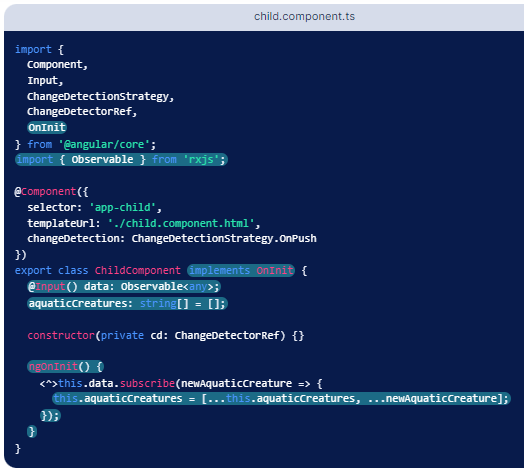 child.component.ts
import {
Component,
Input,
ChangeDetectionStrategy,
ChangeDetectorRef,
OnInit
} from '@angular/core';
import { Observable } from 'rxjs';
@Component({
selector: 'app-child',
templateUrl: './child.component.html',
changeDetection: ChangeDetectionStrategy.OnPush
})
export class ChildComponent implements OnInit {
@Input() data: Observable<any>;
aquaticCreatures: string[] = [];
constructor(private cd: ChangeDetectorRef) {}
ngOnInit() {
<^>this.data.subscribe(newAquaticCreature => {
this.aquaticCreatures = [...this.aquaticCreatures, ...newAquaticCreature];
});
}
}